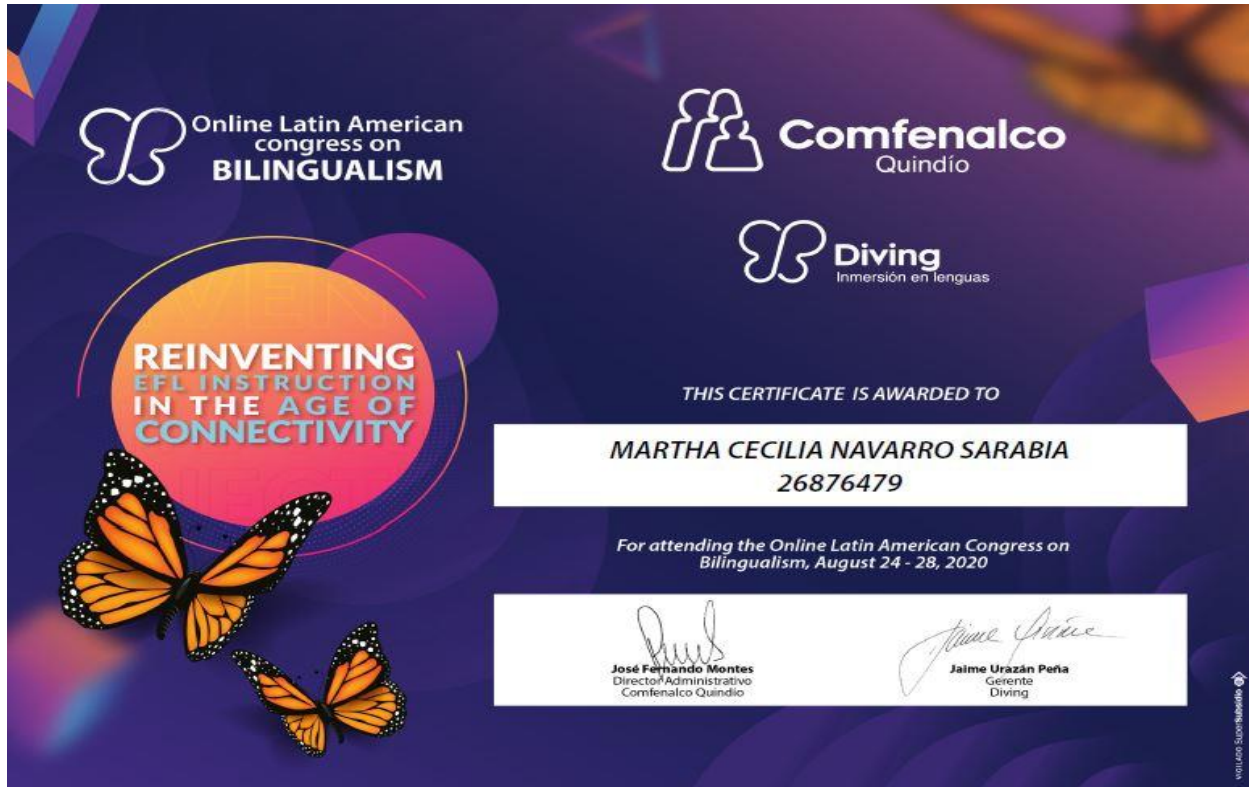 Online Latin American
congress on
BILINGUALISM
Comfenalco
Quindío
Diving
Inmersión en lenguas
REINVENTING
EFL INSTRUCTION
IN THE AGE OF
CONNECTIVITY
THIS CERTIFICATE IS AWARDED TO
MARTHA CECILIA NAVARRO SARABIA
26876479
For attending the Online Latin American Congress on
Bilingualism, August 24 - 28, 2020
José Fernando Montes
Director Administrativo
Comfenalco Quindío
Jaime Urazán Peña
Gerente
Diving
VIGILADO SuperSubsidio